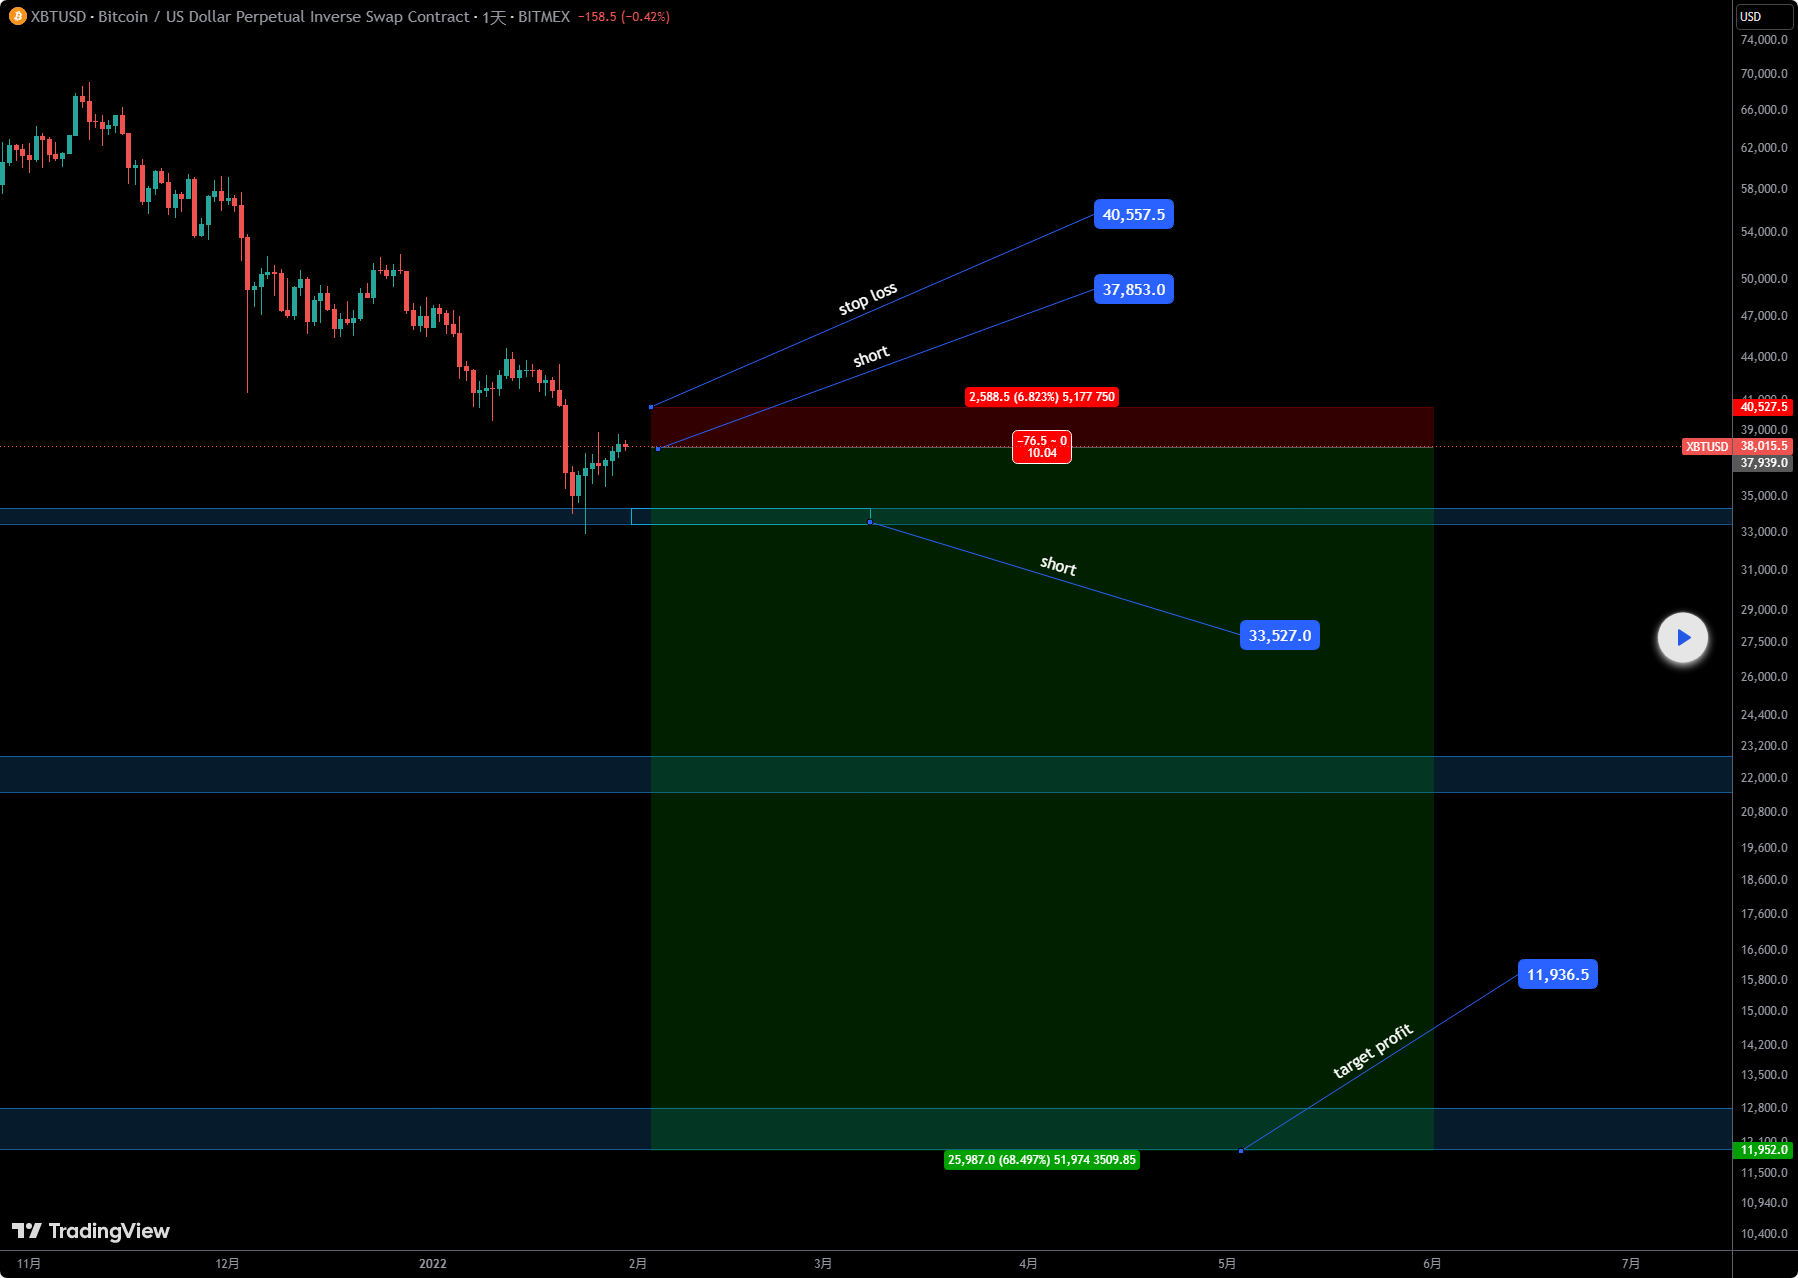 XBTUSD · Bitcoin / US Dollar Perpetual Inverse Swap Contract · 1天 · BITMEX −158.5 (−0.42%)
USD
74,000.0
70,000.0
66,000.0
62,000.0
58,000.0
54,000.0
50,000.0
47,000.0
44,000.0
40,527.5
39,000.0
XBTUSD 38,015.5
37,939.0
35,000.0
33,000.0
31,000.0
29,000.0
27,500.0
26,000.0
24,400.0
23,200.0
22,000.0
20,800.0
19,600.0
18,600.0
17,600.0
16,600.0
15,800.0
15,000.0
14,200.0
13,500.0
12,800.0
11,952.0
11,500.0
10,940.0
10,400.0
40,557.5
stop loss
37,853.0
short
2,588.5 (6.823%) 5,177 750
−76.5 ~ 0
10.04
short
33,527.0
11,936.5
target profit
25,987.0 (68.497%) 51,974 3509.85
TradingView
11月
12月
2022
2月
3月
4月
5月
6月
7月